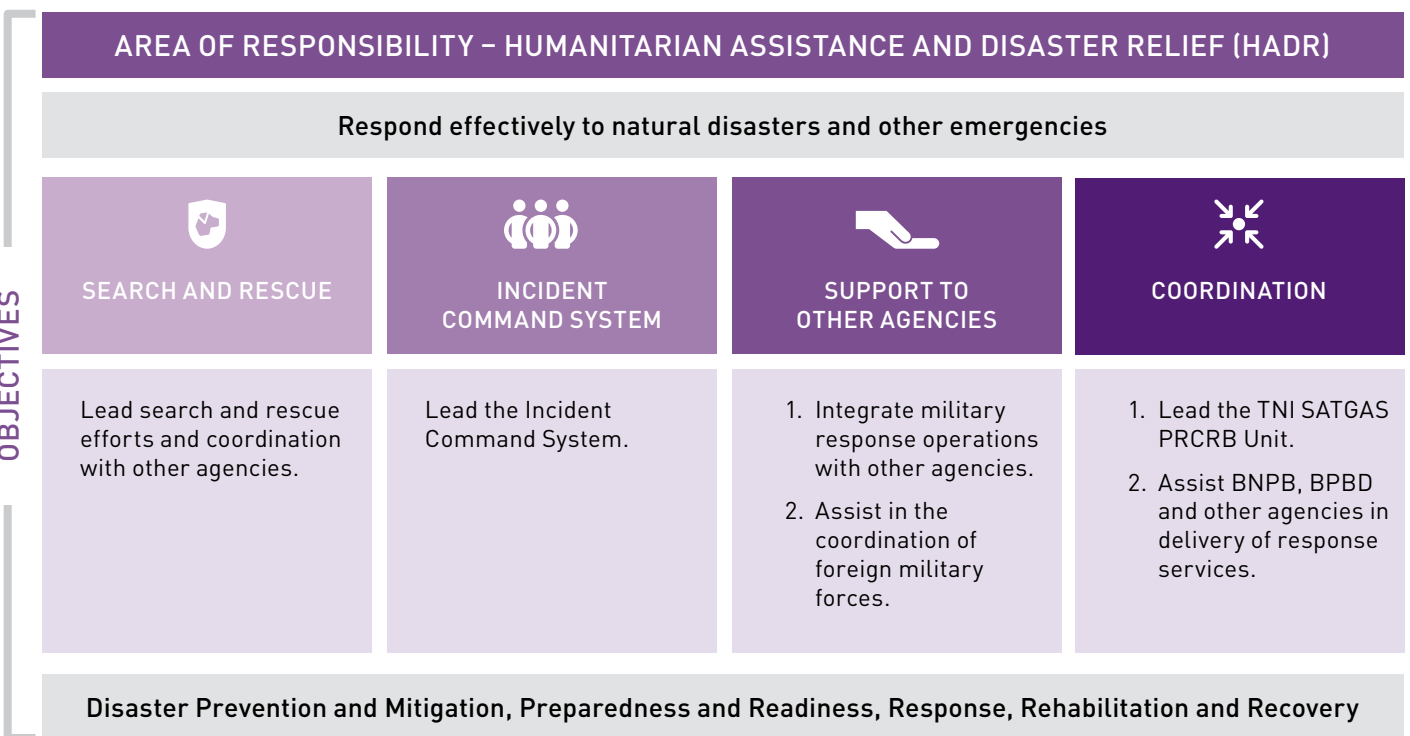 AREA OF RESPONSIBILITY – HUMANITARIAN ASSISTANCE AND DISASTER RELIEF (HADR)
Respond effectively to natural disasters and other emergencies
OBJECTIVES
SEARCH AND RESCUE
Lead search and rescue
efforts and coordination
with other agencies.
INCIDENT
COMMAND SYSTEM
Lead the Incident
Command System.
SUPPORT TO
OTHER AGENCIES
1. Integrate military
response operations
with other agencies.
2. Assist in the
coordination of
foreign military
forces.
COORDINATION
1. Lead the TNI SATGAS
PRCRB Unit.
2. Assist BNPB, BPBD
and other agencies in
delivery of response
services.
Disaster Prevention and Mitigation, Preparedness and Readiness, Response, Rehabilitation and Recovery